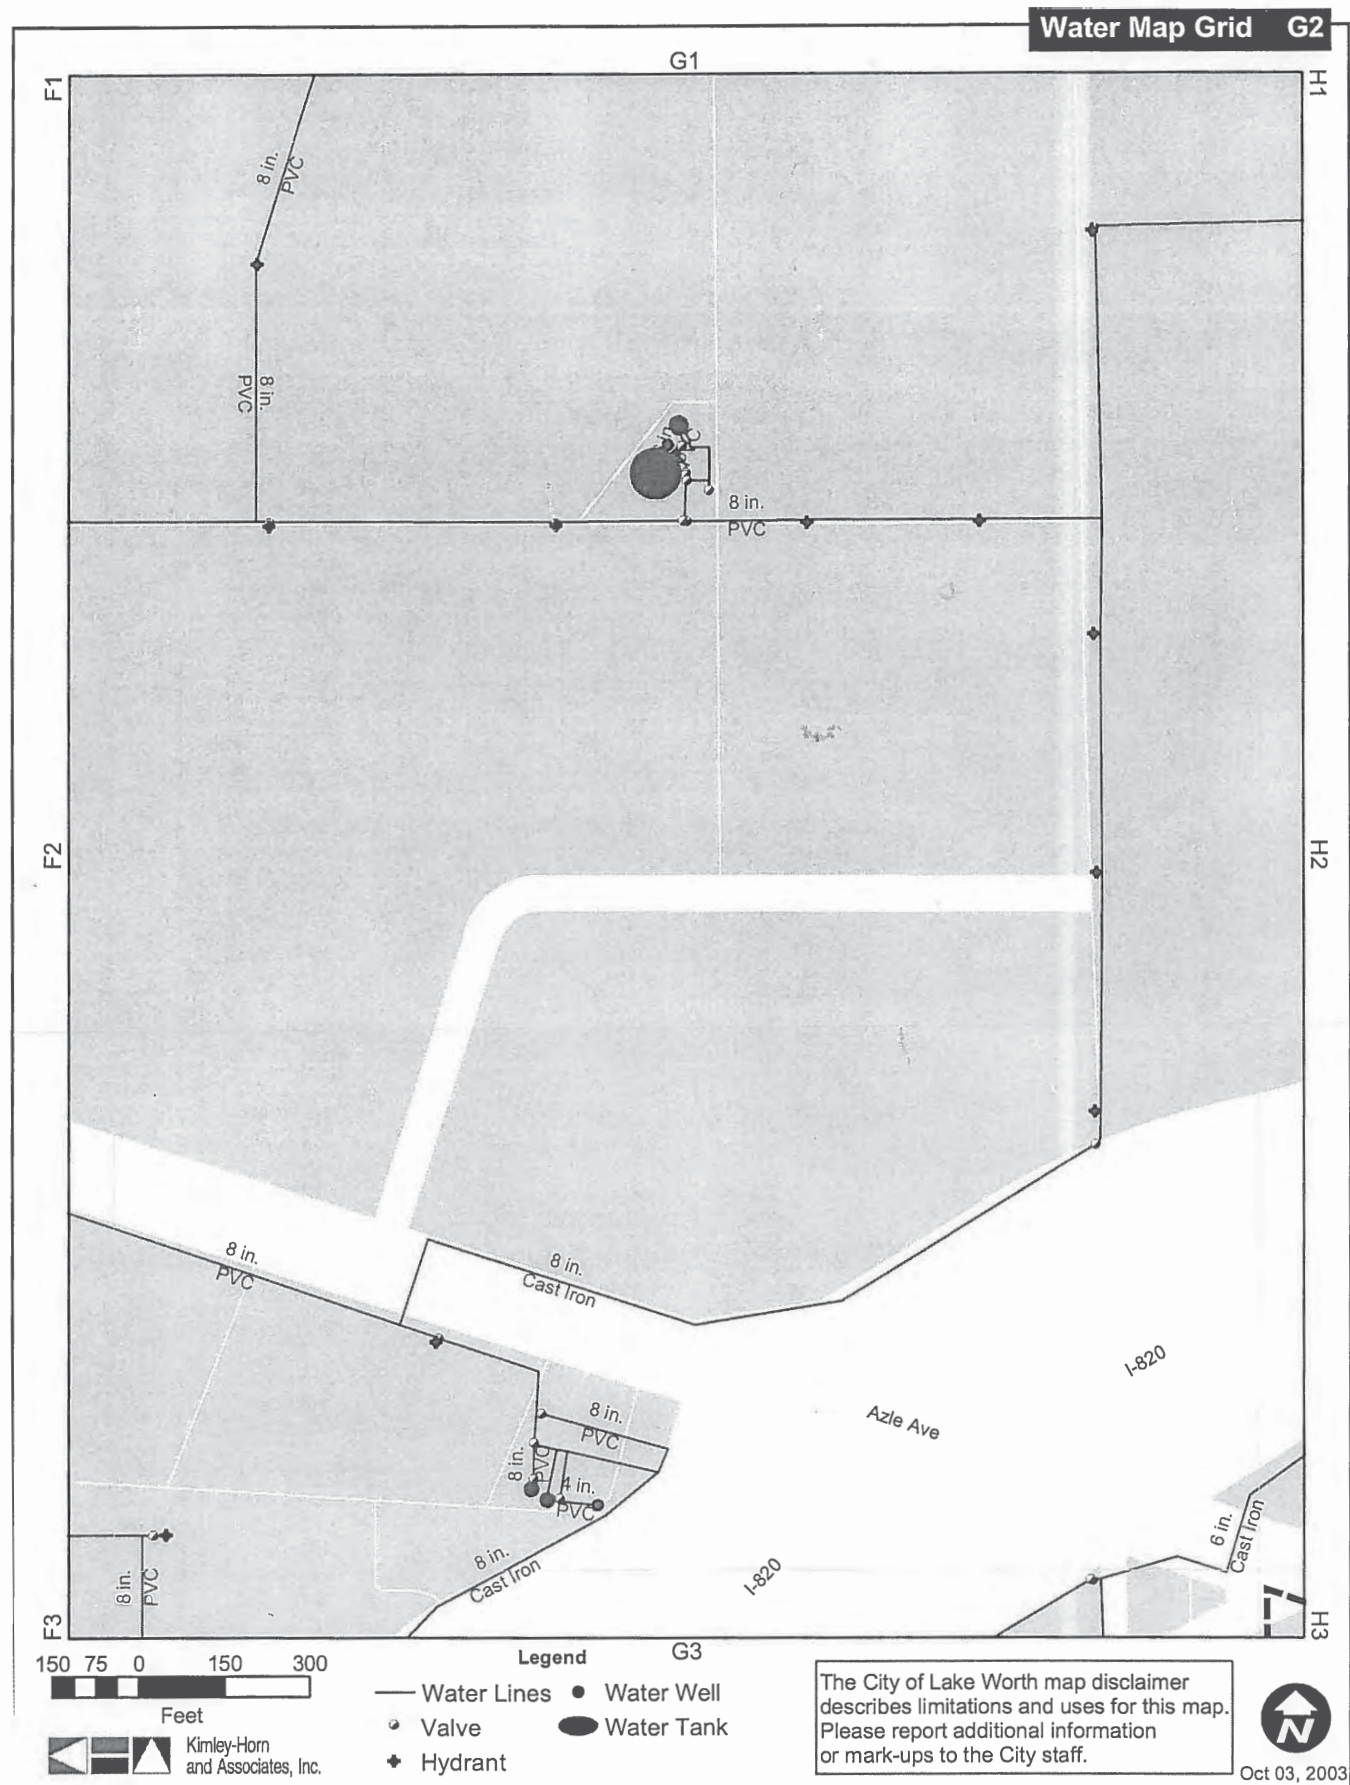 Water Map Grid G2
G1
F1
H1
8 in.
PVC
8 in.
PVC
8 in.
PVC
F2
H2
8 in.
PVC
8 in.
Cast Iron
I-820
Azle Ave
8 in.
PVC
8 in.
PVC
4 in.
PVC
8 in.
Cast Iron
I-820
6 in.
Cast Iron
8 in.
PVC
F3
H3
G3
150 75 0 150 300
Feet
Kimley-Horn
and Associates, Inc.
Legend
Water Lines
Water Well
Valve
Water Tank
Hydrant
The City of Lake Worth map disclaimer
describes limitations and uses for this map.
Please report additional information
or mark-ups to the City staff.
N
Oct 03, 2003